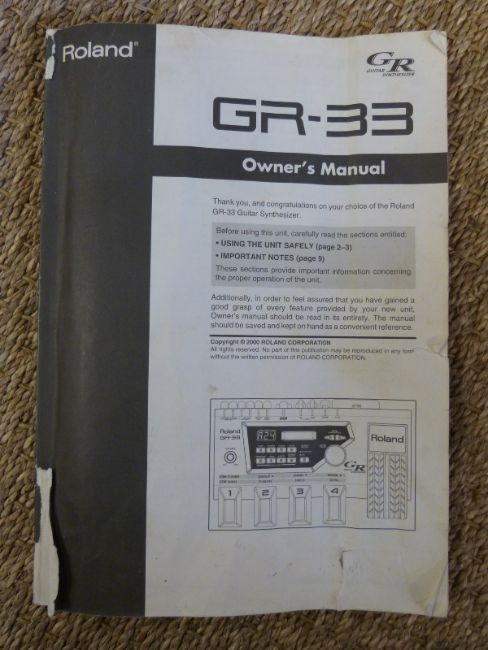 Roland®
GR
GUITAR
SYNTHESIZER
GR-33
Owner's Manual
Thank you, and congratulations on your choice of the Roland
GR-33 Guitar Synthesizer.
Before using this unit, carefully read the sections entitled:
• USING THE UNIT SAFELY (page 2–3)
• IMPORTANT NOTES (page 9)
These sections provide important information concerning
the proper operation of the unit.
Additionally, in order to feel assured that you have gained a
good grasp of every feature provided by your new unit,
Owner's manual should be read in its entirety. The manual
should be saved and kept on hand as a convenient reference.
Copyright © 2000 ROLAND CORPORATION
All rights reserved. No part of this publication may be reproduced in any form
without the written permission of ROLAND CORPORATION.
Roland
GR-33
A24
GR
Roland
1 2 3 4